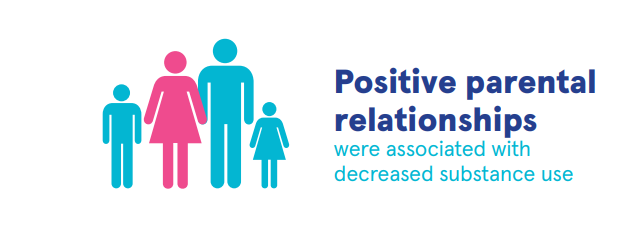 Positive parental
relationships
were associated with
decreased substance use